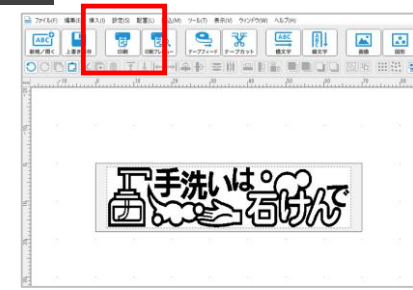 ファイル(F) 編集(E) 挿入(I) 設定(S) 配置(L) ツール(T) 表示(V) ウィンドウ(W) ヘルプ(H)
ABC ABC
新規/開く 上書き 印刷 印刷プレビュー テープフィード テープカット 横文字 縦文字 画像 図形
手洗いは石けんで